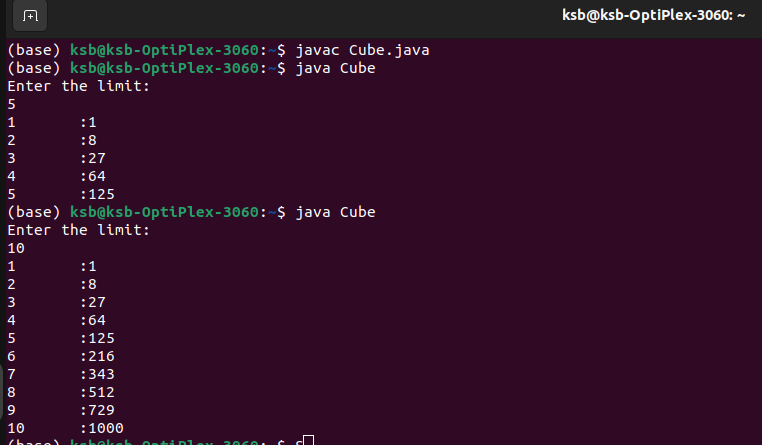 ksb@ksb-OptiPlex-3060: ~
(base) ksb@ksb-OptiPlex-3060:~$ javac Cube.java
(base) ksb@ksb-OptiPlex-3060:~$ java Cube
Enter the limit:
5
1	:1
2	:8
3	:27
4	:64
5	:125
(base) ksb@ksb-OptiPlex-3060:~$ java Cube
Enter the limit:
10
1	:1
2	:8
3	:27
4	:64
5	:125
6	:216
7	:343
8	:512
9	:729
10	:1000
(base) ksb@ksb-OptiPlex-3060:~$